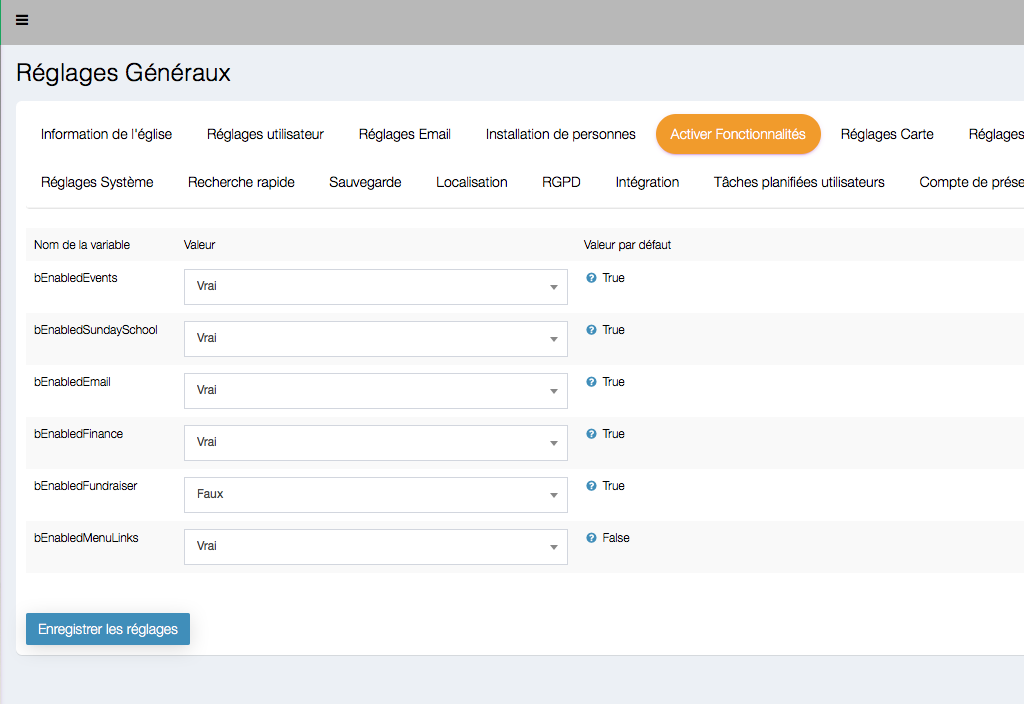 Réglages Généraux
Information de l'église Réglages utilisateur Réglages Email Installation de personnes Activer Fonctionnalités Réglages Carte Réglages
Réglages Système Recherche rapide Sauvegarde Localisation RGPD Intégration Tâches planifiées utilisateurs Compte de prése
Nom de la variable Valeur Valeur par défaut
bEnabledEvents Vrai ? True
bEnabledSundaySchool Vrai ? True
bEnabledEmail Vrai ? True
bEnabledFinance Vrai ? True
bEnabledFundraiser Faux ? True
bEnabledMenuLinks Vrai ? False
Enregistrer les réglages